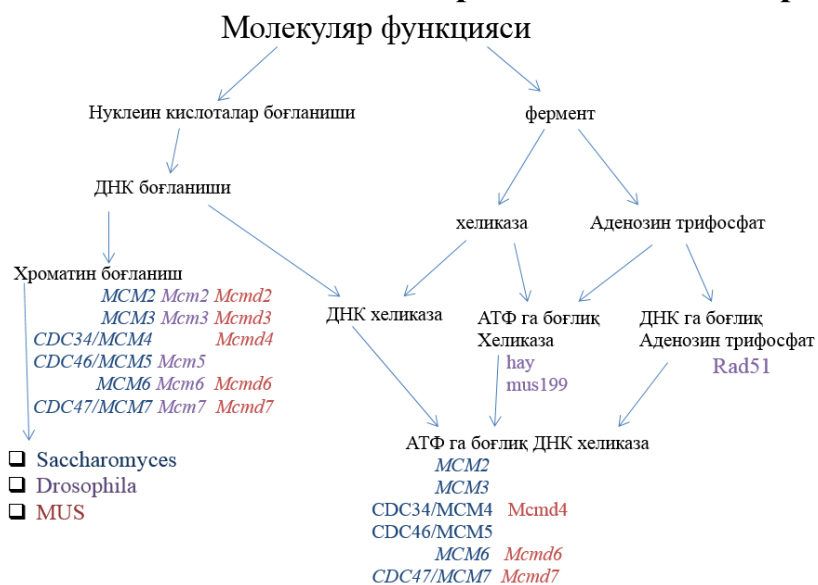 Молекуляр функцияси
Нуклеин кислоталар боғланиши
фермент
ДНК боғланиши
хеликаза
Аденозин трифосфат
Хроматин боғланиш
MCM2 Mcm2 Mcmd2
MCM3 Mcm3 Mcmd3
CDC34/MCM4 Mcmd4
CDC46/MCM5 Mcm5
MCM6 Mcm6 Mcmd6
CDC47/MCM7 Mcm7 Mcmd7
ДНК хеликаза
АТФ га боғлиқ
Хеликаза
hay
mus199
ДНК га боғлиқ
Аденозин трифосфат
Rad51
Saccharomyces
Drosophila
MUS
АТФ га боғлиқ ДНК хеликаза
MCM2
MCM3
CDC34/MCM4 Mcmd4
CDC46/MCM5
MCM6 Mcmd6
CDC47/MCM7 Mcmd7